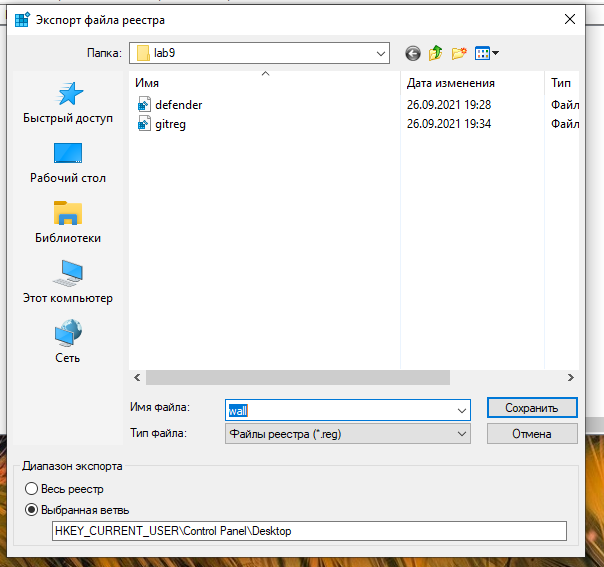 Экспорт файла реестра
Папка: lab9
Имя Дата изменения Тип
defender 26.09.2021 19:28 Файл
gitreg 26.09.2021 19:34 Файл
Быстрый доступ
Рабочий стол
Библиотеки
Этот компьютер
Сеть
Имя файла: wall Сохранить
Тип файла: Файлы реестра (*.reg) Отмена
Диапазон экспорта
Весь реестр
Выбранная ветвь
HKEY_CURRENT_USER\Control Panel\Desktop